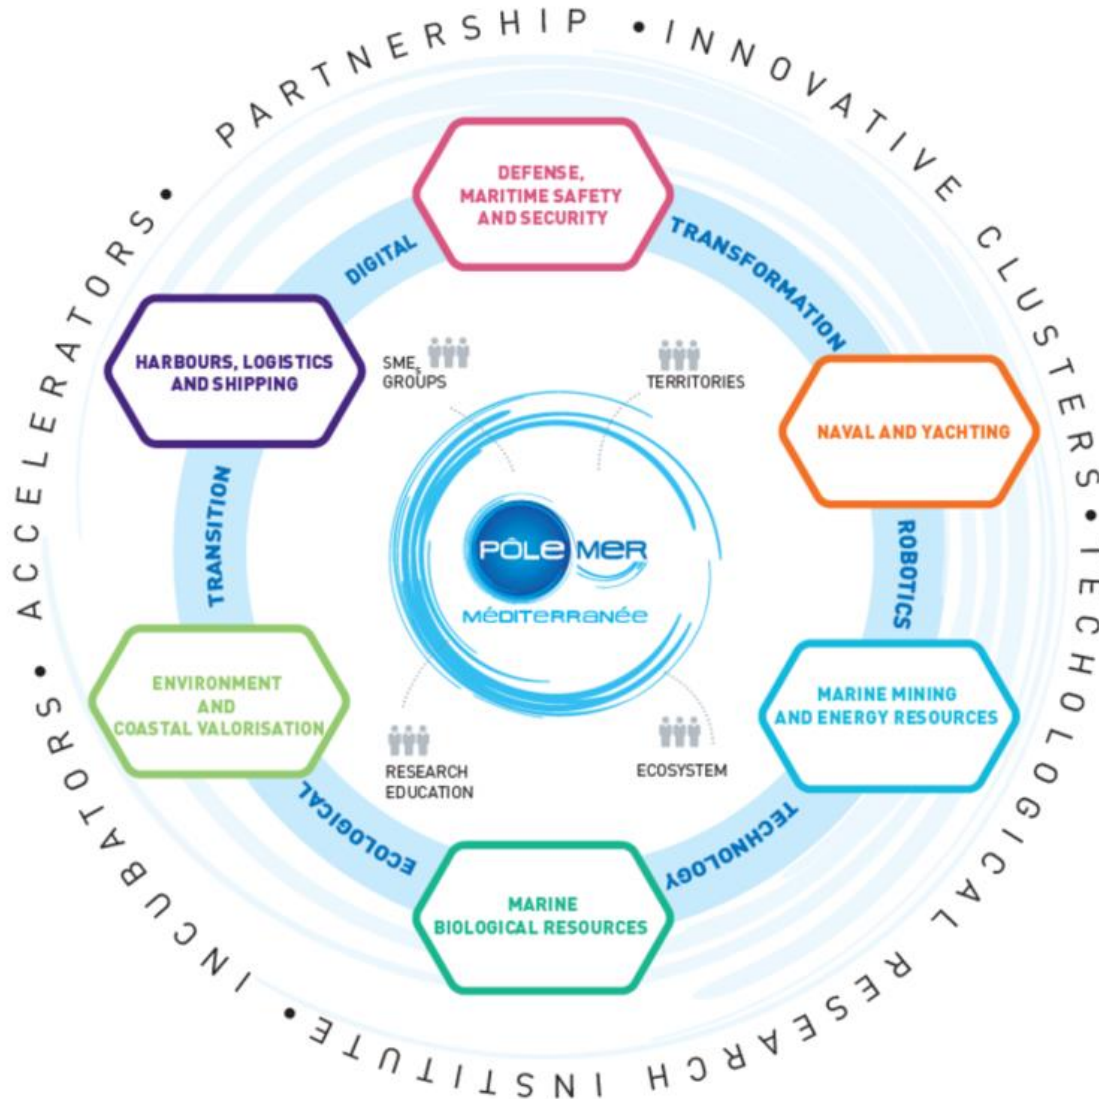 PARTNERSHIP • INNOVATIVE CLUSTERS • TECHOLOGICAL RESEARCH INSTITUTE • INCUBATORS • ACCELERATORS •
DEFENSE,
MARITIME SAFETY
AND SECURITY
DIGITAL
TRANSFORMATION
HARBOURS, LOGISTICS
AND SHIPPING
SMEs
GROUPS
TERRITORIES
NAVAL AND YACHTING
TRANSITION
ROBOTICS
PÔLE MER
MÉDITERRANÉE
ENVIRONMENT
AND
COASTAL VALORISATION
MARINE MINING
AND ENERGY RESOURCES
RESEARCH
EDUCATION
ECOSYSTEM
ECOLOGICAL
TECHNOLOGY
MARINE
BIOLOGICAL RESOURCES